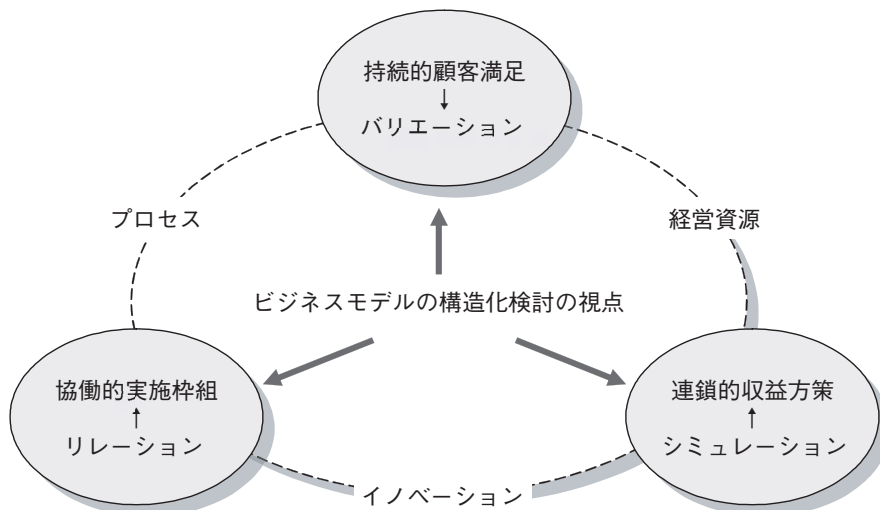 持続的顧客満足
↓
バリエーション
プロセス
経営資源
ビジネスモデルの構造化検討の視点
協働的実施枠組
↑
リレーション
連鎖的収益方策
↑
シミュレーション
イノベーション